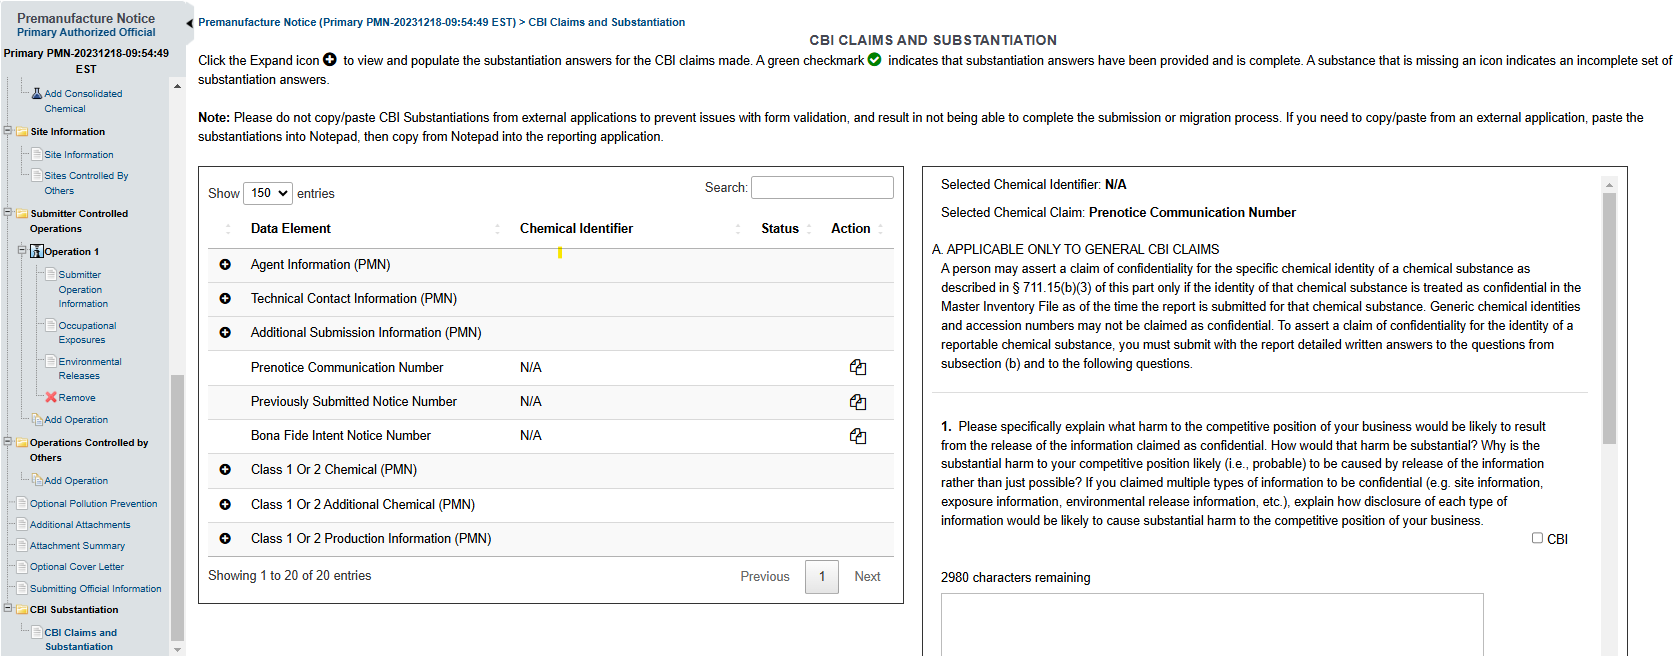 Premanufacture Notice
Primary Authorized Official
Primary PMN-20231218-09:54:49
EST
Add Consolidated
Chemical
Site Information
Site Information
Sites Controlled By
Others
Submitter Controlled
Operations
Operation 1
Submitter
Operation
Information
Occupational
Exposures
Environmental
Releases
Remove
Add Operation
Operations Controlled by
Others
Add Operation
Optional Pollution Prevention
Additional Attachments
Attachment Summary
Optional Cover Letter
Submitting Official Information
CBI Substantiation
CBI Claims and
Substantiation
Premanufacture Notice (Primary PMN-20231218-09:54:49 EST) > CBI Claims and Substantiation
CBI CLAIMS AND SUBSTANTIATION
Click the Expand icon to view and populate the substantiation answers for the CBI claims made. A green checkmark indicates that substantiation answers have been provided and is complete. A substance that is missing an icon indicates an incomplete set of
substantiation answers.
Note: Please do not copy/paste CBI Substantiations from external applications to prevent issues with form validation, and result in not being able to complete the submission or migration process. If you need to copy/paste from an external application, paste the
substantiations into Notepad, then copy from Notepad into the reporting application.
Show 150 entries
Search:
Data Element Chemical Identifier Status Action
Agent Information (PMN)
Technical Contact Information (PMN)
Additional Submission Information (PMN)
Prenotice Communication Number N/A
Previously Submitted Notice Number N/A
Bona Fide Intent Notice Number N/A
Class 1 Or 2 Chemical (PMN)
Class 1 Or 2 Additional Chemical (PMN)
Class 1 Or 2 Production Information (PMN)
Showing 1 to 20 of 20 entries
Previous 1 Next
Selected Chemical Identifier: N/A
Selected Chemical Claim: Prenotice Communication Number
A. APPLICABLE ONLY TO GENERAL CBI CLAIMS
A person may assert a claim of confidentiality for the specific chemical identity of a chemical substance as
described in § 711.15(b)(3) of this part only if the identity of that chemical substance is treated as confidential in the
Master Inventory File as of the time the report is submitted for that chemical substance. Generic chemical identities
and accession numbers may not be claimed as confidential. To assert a claim of confidentiality for the identity of a
reportable chemical substance, you must submit with the report detailed written answers to the questions from
subsection (b) and to the following questions.
1. Please specifically explain what harm to the competitive position of your business would be likely to result
from the release of the information claimed as confidential. How would that harm be substantial? Why is the
substantial harm to your competitive position likely (i.e., probable) to be caused by release of the information
rather than just possible? If you claimed multiple types of information to be confidential (e.g. site information,
exposure information, environmental release information, etc.), explain how disclosure of each type of
information would be likely to cause substantial harm to the competitive position of your business.
CBI
2980 characters remaining